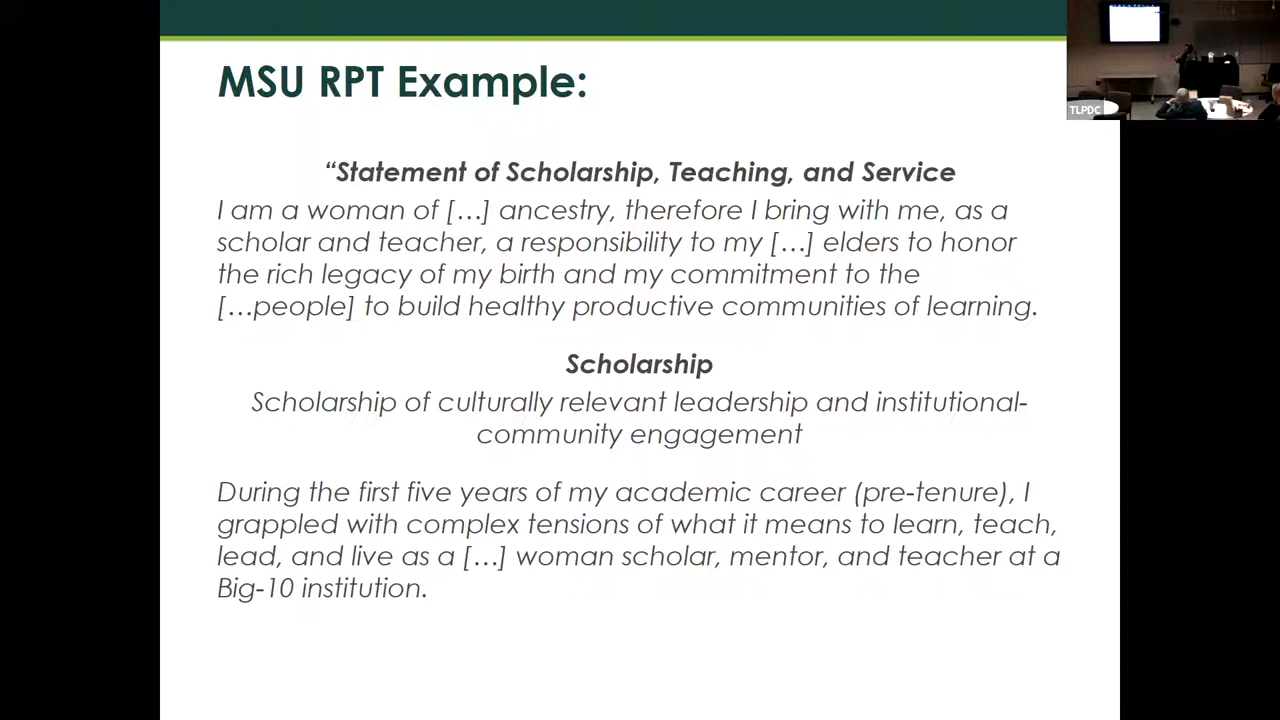 MSU RPT Example:
TLPDC
“Statement of Scholarship, Teaching, and Service
I am a woman of […] ancestry, therefore I bring with me, as a
scholar and teacher, a responsibility to my […] elders to honor
the rich legacy of my birth and my commitment to the
[…people] to build healthy productive communities of learning.
Scholarship
Scholarship of culturally relevant leadership and institutional-
community engagement
During the first five years of my academic career (pre-tenure), I
grappled with complex tensions of what it means to learn, teach,
lead, and live as a […] woman scholar, mentor, and teacher at a
Big-10 institution.